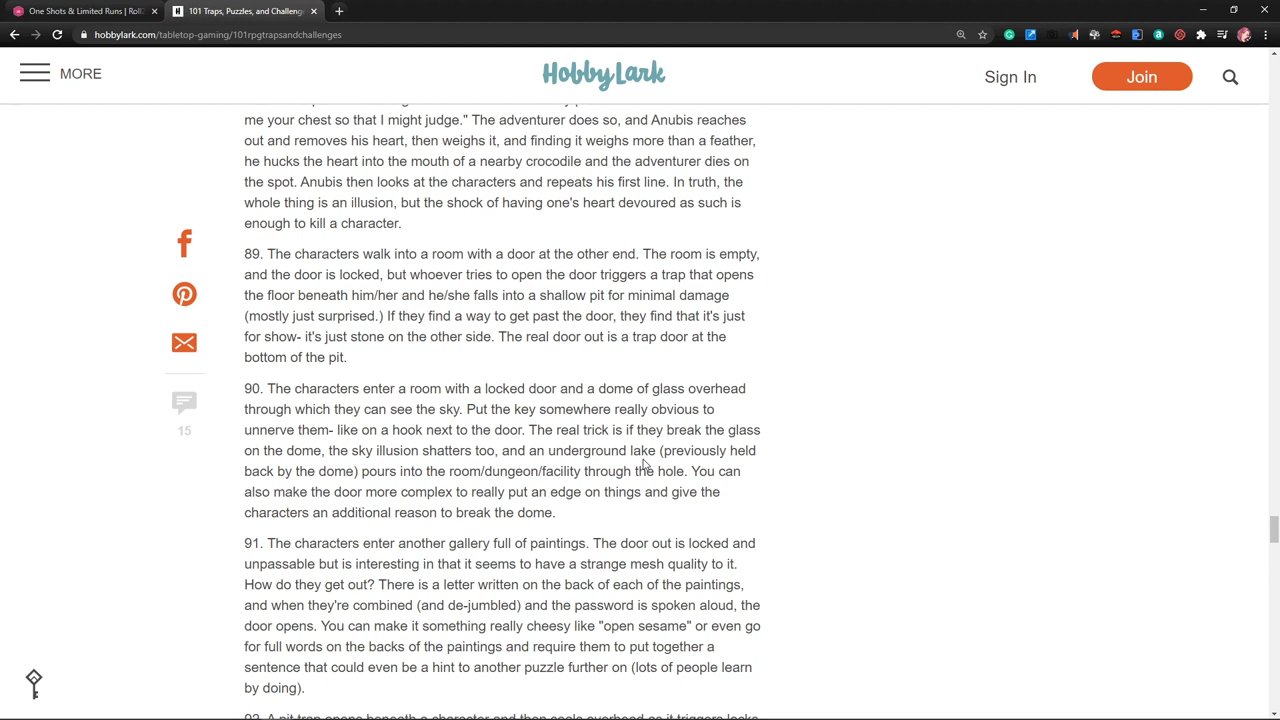 One Shots & Limited Runs | Roll
101 Traps, Puzzles, and Challeng
hobbylark.com/tabletop-gaming/101rpgtrapsandchallenges
MORE
HobbyLark
Sign In
Join
me your chest so that I might judge." The adventurer does so, and Anubis reaches
out and removes his heart, then weighs it, and finding it weighs more than a feather,
he hucks the heart into the mouth of a nearby crocodile and the adventurer dies on
the spot. Anubis then looks at the characters and repeats his first line. In truth, the
whole thing is an illusion, but the shock of having one's heart devoured as such is
enough to kill a character.
89. The characters walk into a room with a door at the other end. The room is empty,
and the door is locked, but whoever tries to open the door triggers a trap that opens
the floor beneath him/her and he/she falls into a shallow pit for minimal damage
(mostly just surprised.) If they find a way to get past the door, they find that it's just
for show- it's just stone on the other side. The real door out is a trap door at the
bottom of the pit.
90. The characters enter a room with a locked door and a dome of glass overhead
through which they can see the sky. Put the key somewhere really obvious to
unnerve them- like on a hook next to the door. The real trick is if they break the glass
on the dome, the sky illusion shatters too, and an underground lake (previously held
back by the dome) pours into the room/dungeon/facility through the hole. You can
also make the door more complex to really put an edge on things and give the
characters an additional reason to break the dome.
15
91. The characters enter another gallery full of paintings. The door out is locked and
unpassable but is interesting in that it seems to have a strange mesh quality to it.
How do they get out? There is a letter written on the back of each of the paintings,
and when they're combined (and de-jumbled) and the password is spoken aloud, the
door opens. You can make it something really cheesy like "open sesame" or even go
for full words on the backs of the paintings and require them to put together a
sentence that could even be a hint to another puzzle further on (lots of people learn
by doing).
92. A pit trap opens beneath a character and then seals overhead as it triggers locks